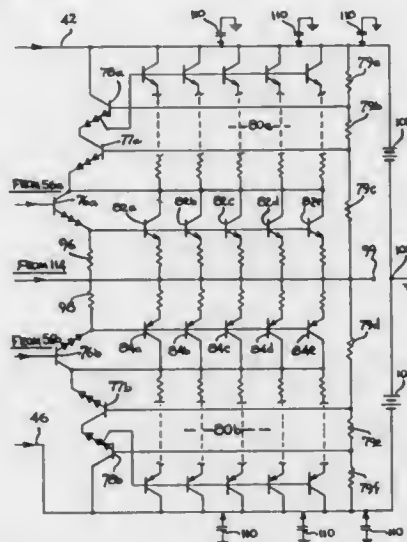 110
110
110
42
78a
79a
79b
80a
77a
79c
FROM 56a
76a
82a
82b
82c
82d
82e
96
99
FROM 114
98
84a
84b
84c
84d
84e
79d
76b
77b
79e
80b
46
78b
79f
110
110
110